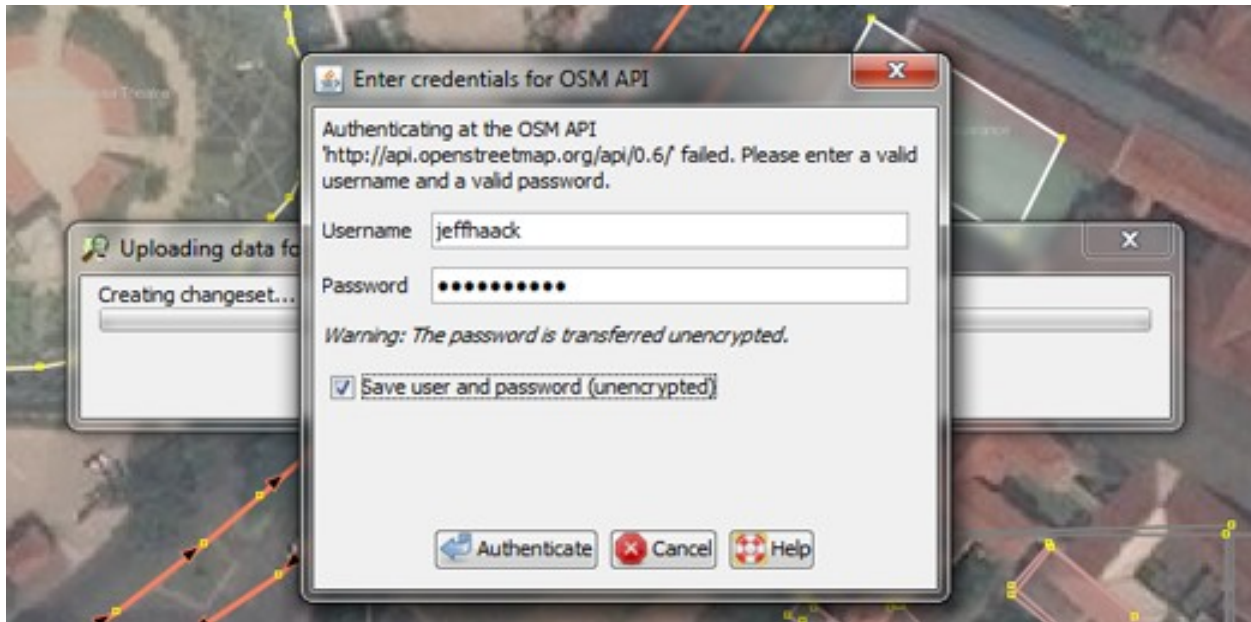 Enter credentials for OSM API
Authenticating at the OSM API
'http://api.openstreetmap.org/api/0.6/' failed. Please enter a valid
username and a valid password.
Username jeffhaack
Uploading data fo
Password ●●●●●●●●●●
Creating changeset...
Warning: The password is transferred unencrypted.
Save user and password (unencrypted)
Authenticate Cancel Help